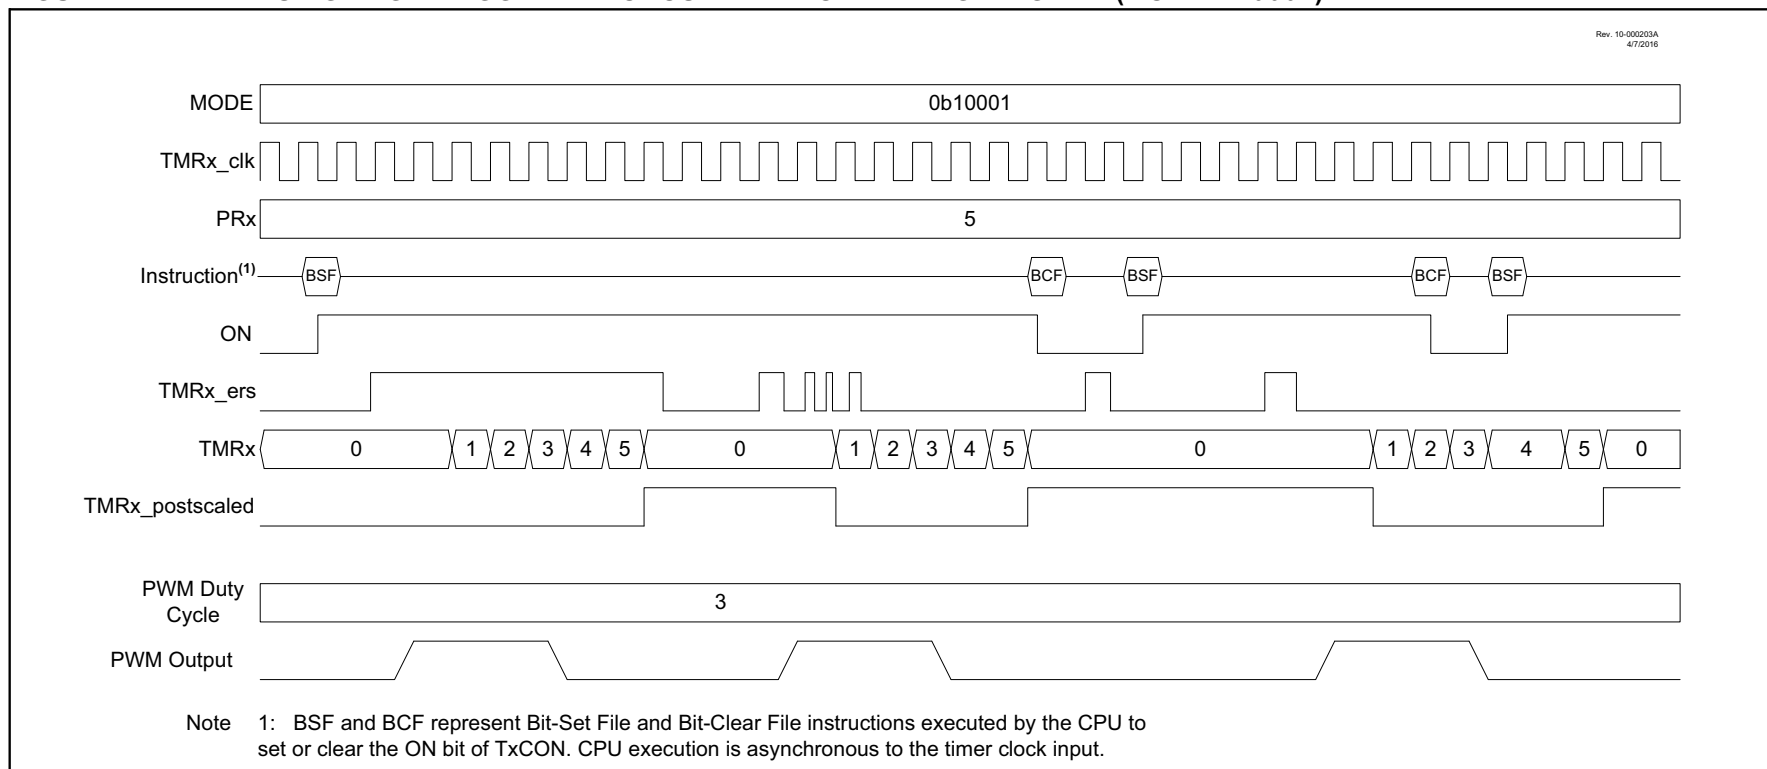 Rev. 10-000203A
4/7/2016
MODE 0b10001
TMRx_clk
PRx 5
Instruction(1) BSF BCF BSF BCF BSF
ON
TMRx_ers
TMRx 0 1 2 3 4 5 0 1 2 3 4 5 0 1 2 3 4 5 0
TMRx_postscaled
PWM Duty
Cycle 3
PWM Output
Note 1: BSF and BCF represent Bit-Set File and Bit-Clear File instructions executed by the CPU to
set or clear the ON bit of TxCON. CPU execution is asynchronous to the timer clock input.